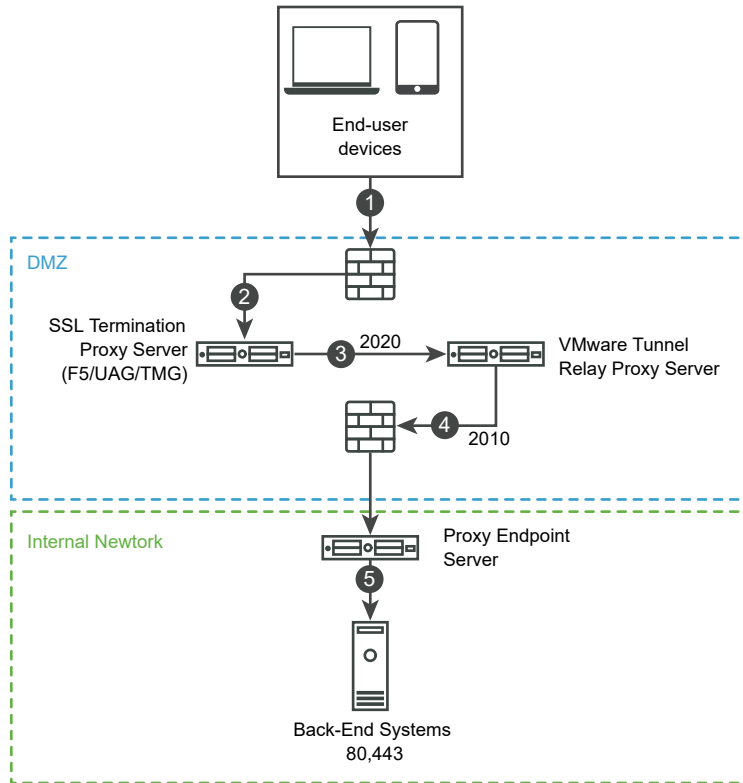 End-user
devices
1
DMZ
2
SSL Termination
Proxy Server
(F5/UAG/TMG)
3
2020
VMware Tunnel
Relay Proxy Server
4
2010
Internal Newtork
Proxy Endpoint
Server
5
Back-End Systems
80,443